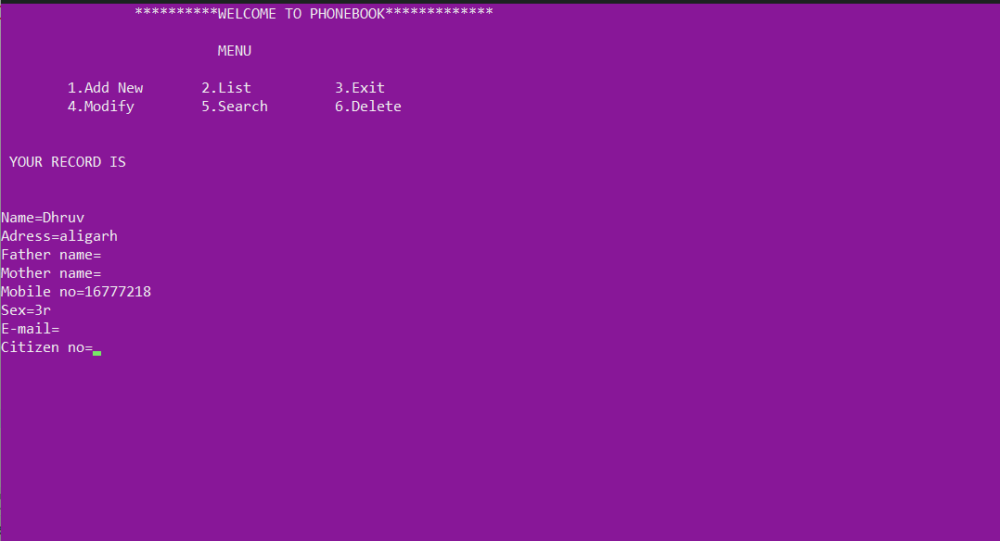 **********WELCOME TO PHONEBOOK*************
MENU
1.Add New 2.List 3.Exit
4.Modify 5.Search 6.Delete
YOUR RECORD IS
Name=Dhruv
Adress=aligarh
Father name=
Mother name=
Mobile no=16777218
Sex=3r
E-mail=
Citizen no=